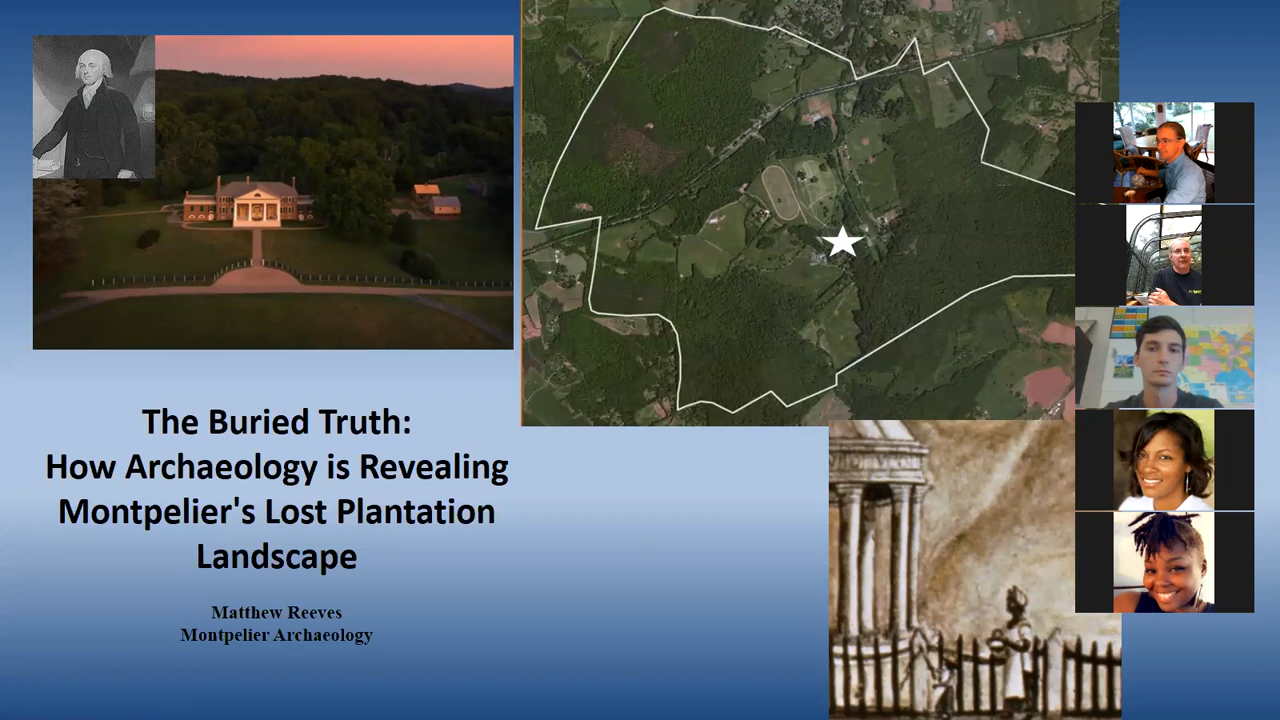 The Buried Truth:
How Archaeology is Revealing
Montpelier's Lost Plantation
Landscape
Matthew Reeves
Montpelier Archaeology